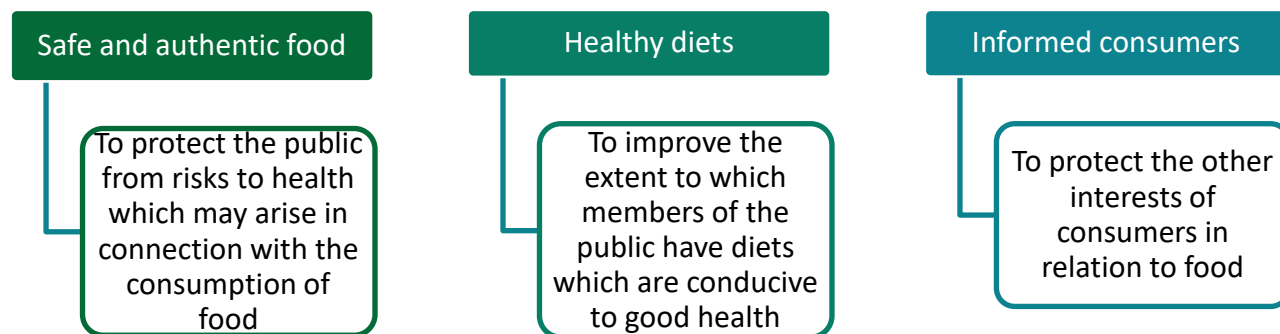 Safe and authentic food
To protect the public
from risks to health
which may arise in
connection with the
consumption of
food
Healthy diets
To improve the
extent to which
members of the
public have diets
which are conducive
to good health
Informed consumers
To protect the other
interests of
consumers in
relation to food